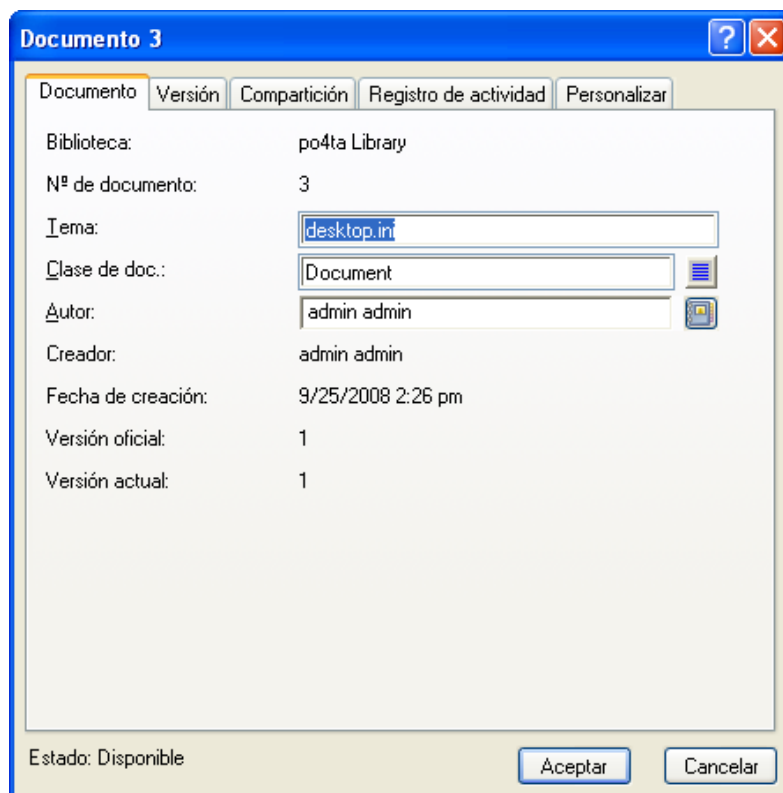 Documento 3
Documento Versión Compartición Registro de actividad Personalizar
Biblioteca: po4ta Library
Nº de documento: 3
Tema: desktop.ini
Clase de doc.: Document
Autor: admin admin
Creador: admin admin
Fecha de creación: 9/25/2008 2:26 pm
Versión oficial: 1
Versión actual: 1
Estado: Disponible Aceptar Cancelar